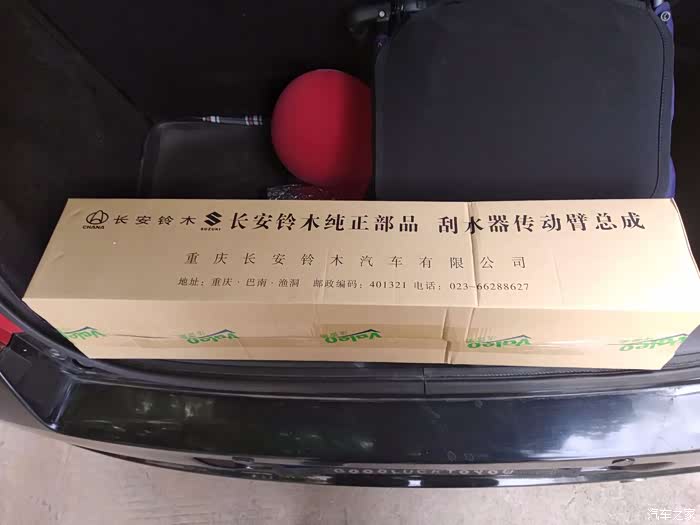 CHANA 长安铃木 SUZUKI 长安铃木纯正部品 刮水器传动臂总成
重庆长安铃木汽车有限公司
地址：重庆·巴南·渔洞 邮政编码：401321 电话：023-66288627
Valeo Valeo Valeo Valeo
GOODLUCKTOYOU
汽车之家